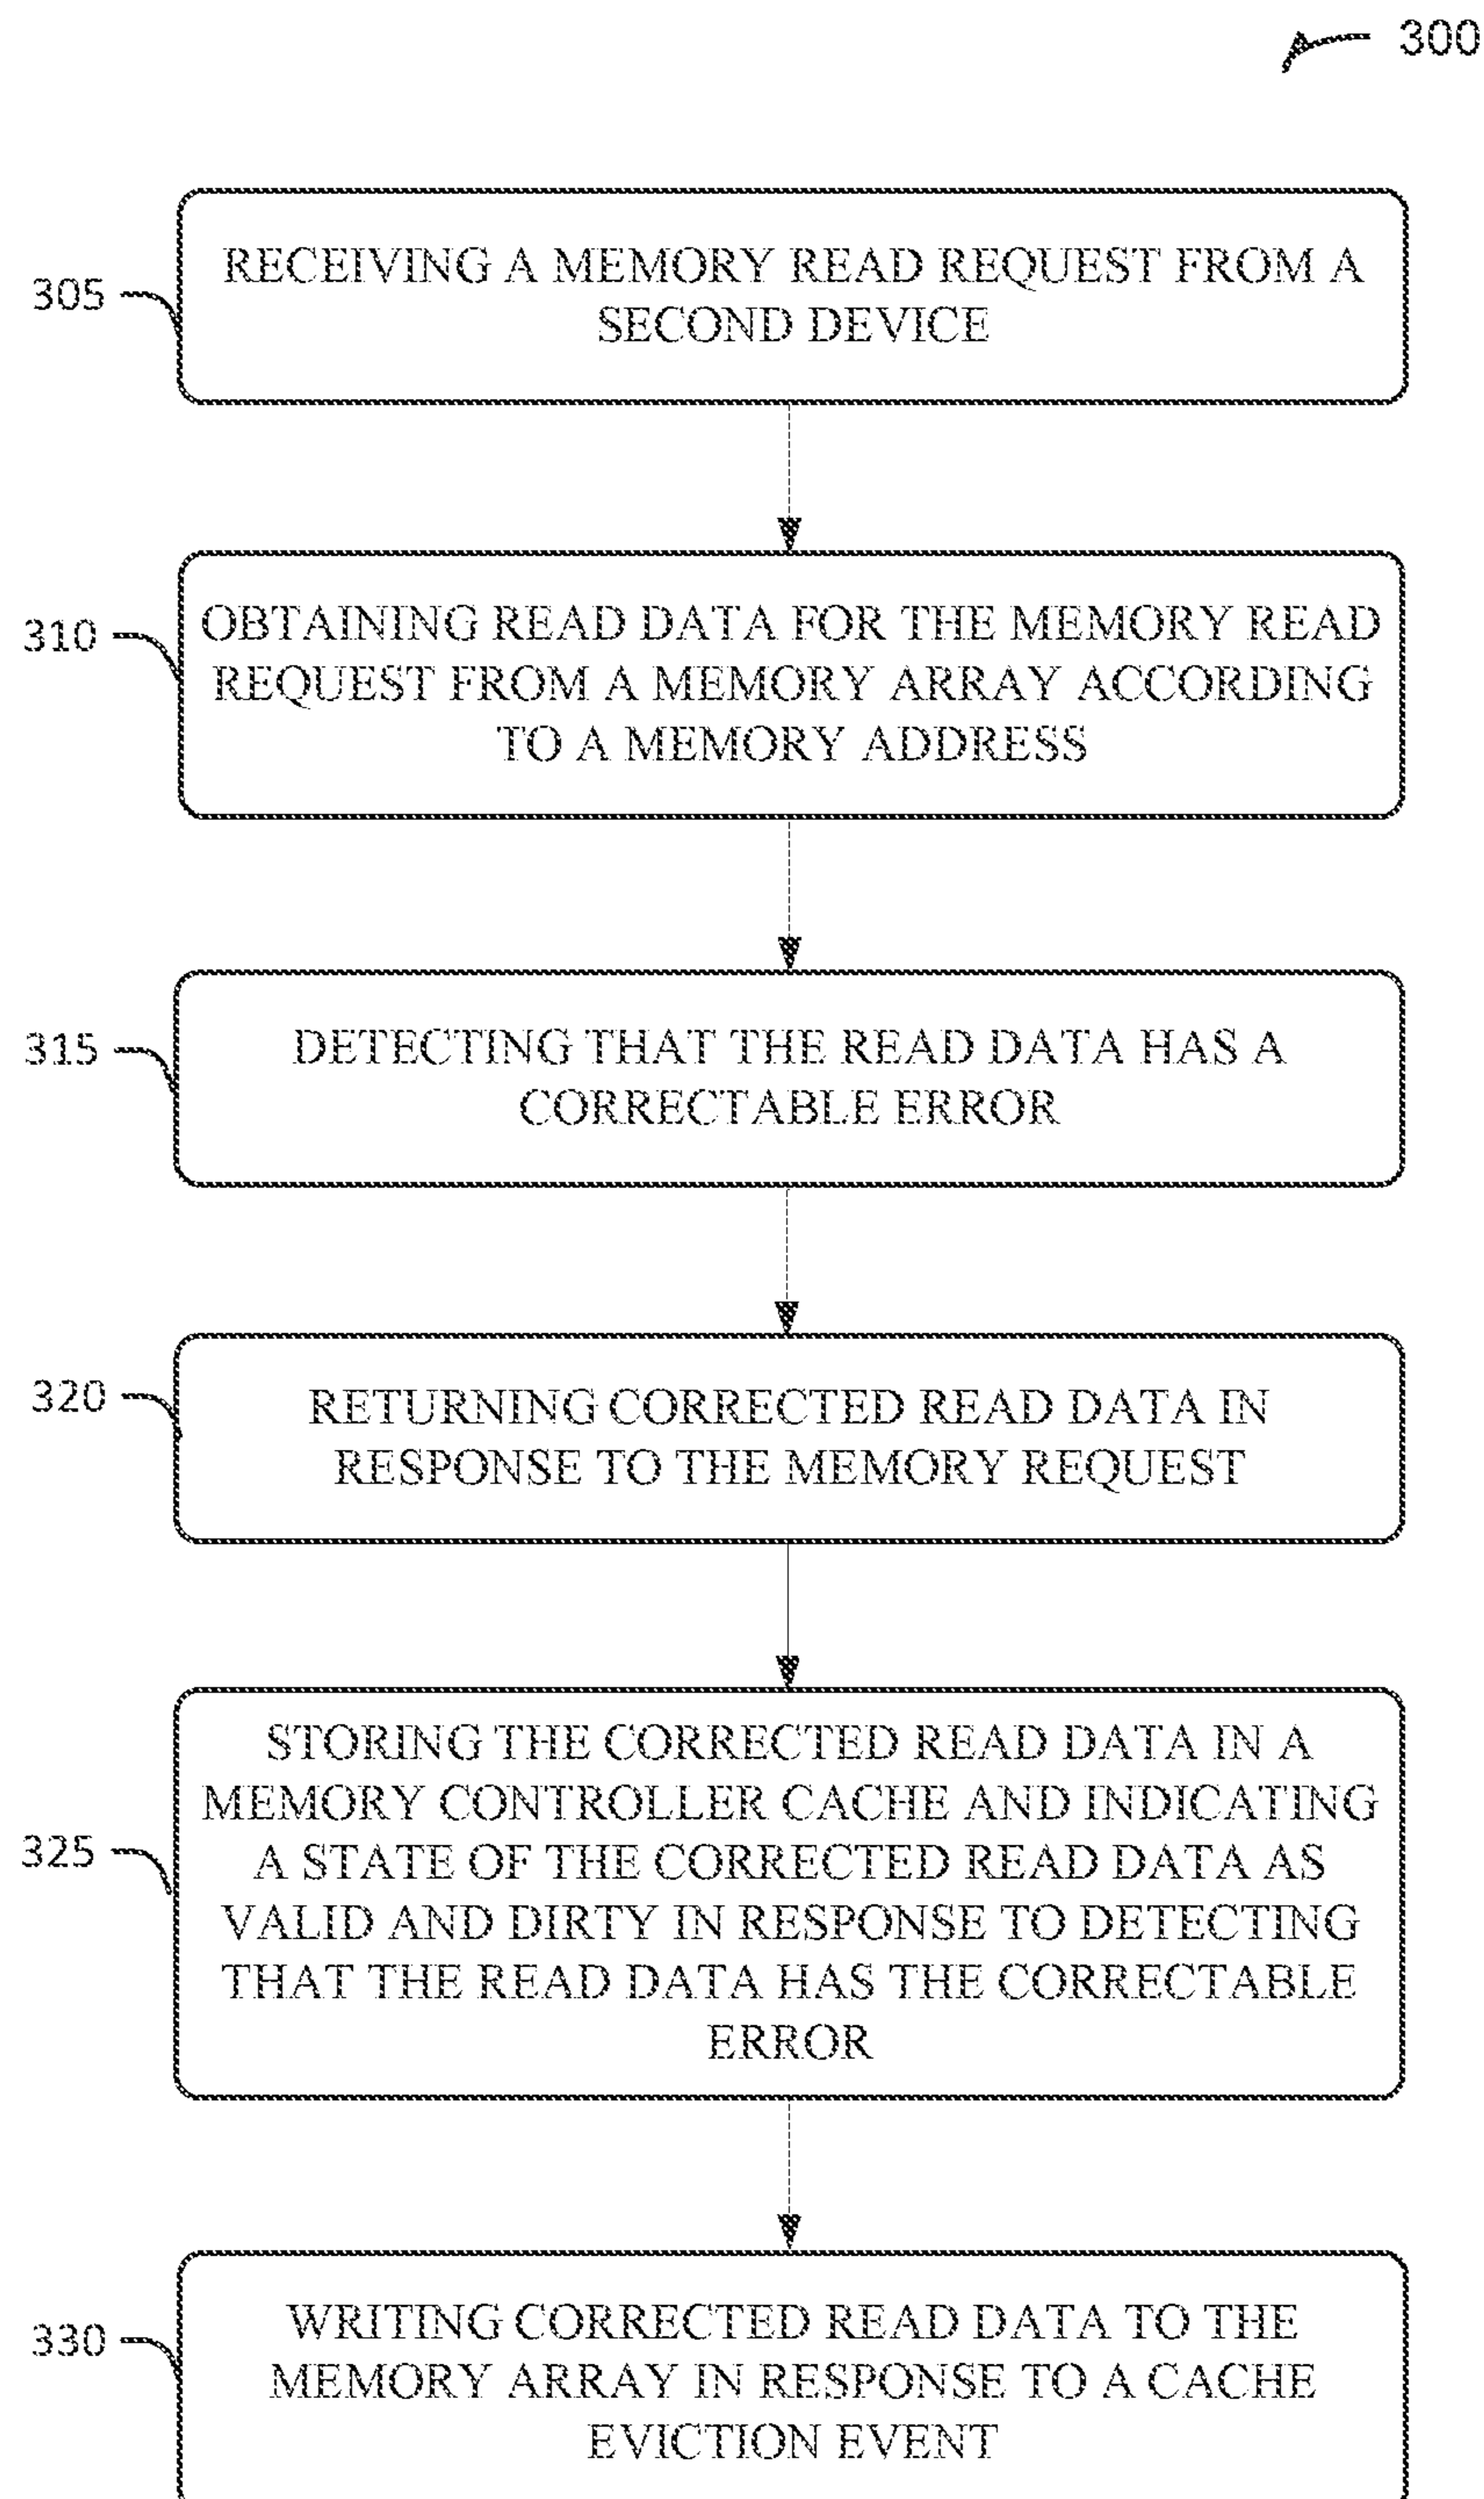 300
305
RECEIVING A MEMORY READ REQUEST FROM A
SECOND DEVICE
310
OBTAINING READ DATA FOR THE MEMORY READ
REQUEST FROM A MEMORY ARRAY ACCORDING
TO A MEMORY ADDRESS
315
DETECTING THAT THE READ DATA HAS A
CORRECTABLE ERROR
320
RETURNING CORRECTED READ DATA IN
RESPONSE TO THE MEMORY REQUEST
325
STORING THE CORRECTED READ DATA IN A
MEMORY CONTROLLER CACHE AND INDICATING
A STATE OF THE CORRECTED READ DATA AS
VALID AND DIRTY IN RESPONSE TO DETECTING
THAT THE READ DATA HAS THE CORRECTABLE
ERROR
330
WRITING CORRECTED READ DATA TO THE
MEMORY ARRAY IN RESPONSE TO A CACHE
EVICTION EVENT